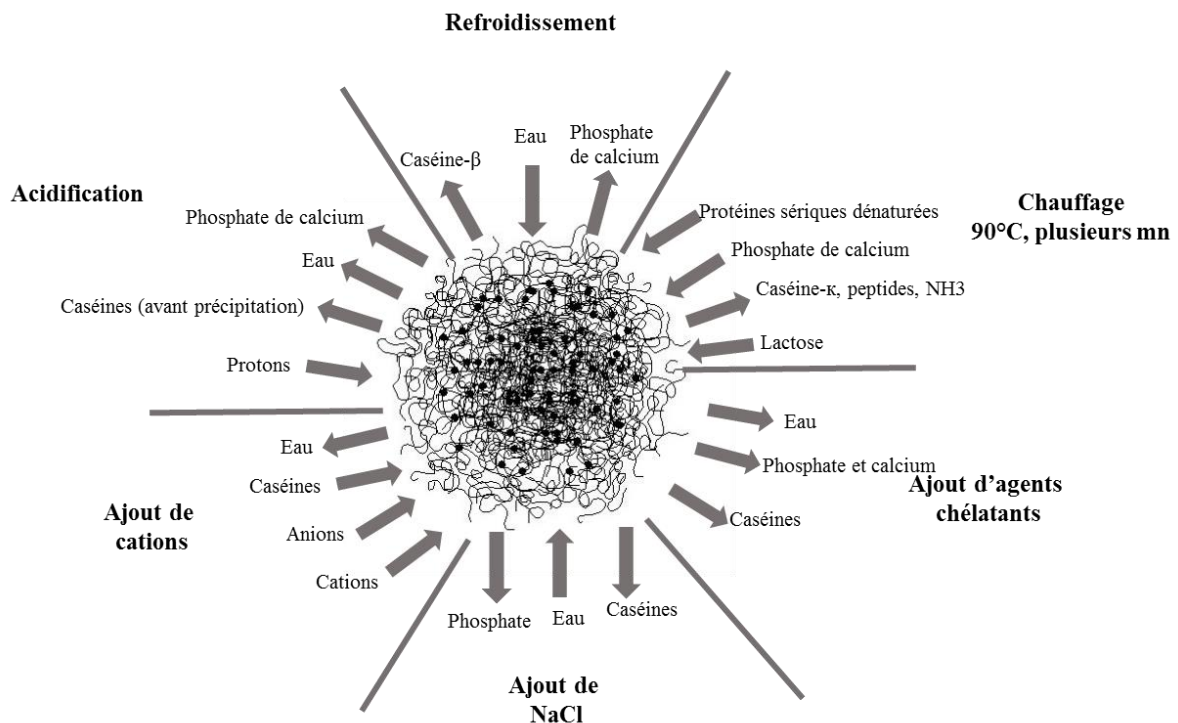 Refroidissement
Eau
Phosphate
de calcium
Caséine-β
Acidification
Phosphate de calcium
Eau
Caséines (avant précipitation)
Protons
Chauffage
90°C, plusieurs mn
Protéines sériques dénaturées
Phosphate de calcium
Caséine-κ, peptides, NH3
Lactose
Eau
Phosphate et calcium
Caséines
Ajout d'agents
chélatants
Ajout de
cations
Eau
Caséines
Anions
Cations
Phosphate
Eau
Caséines
Ajout de
NaCl